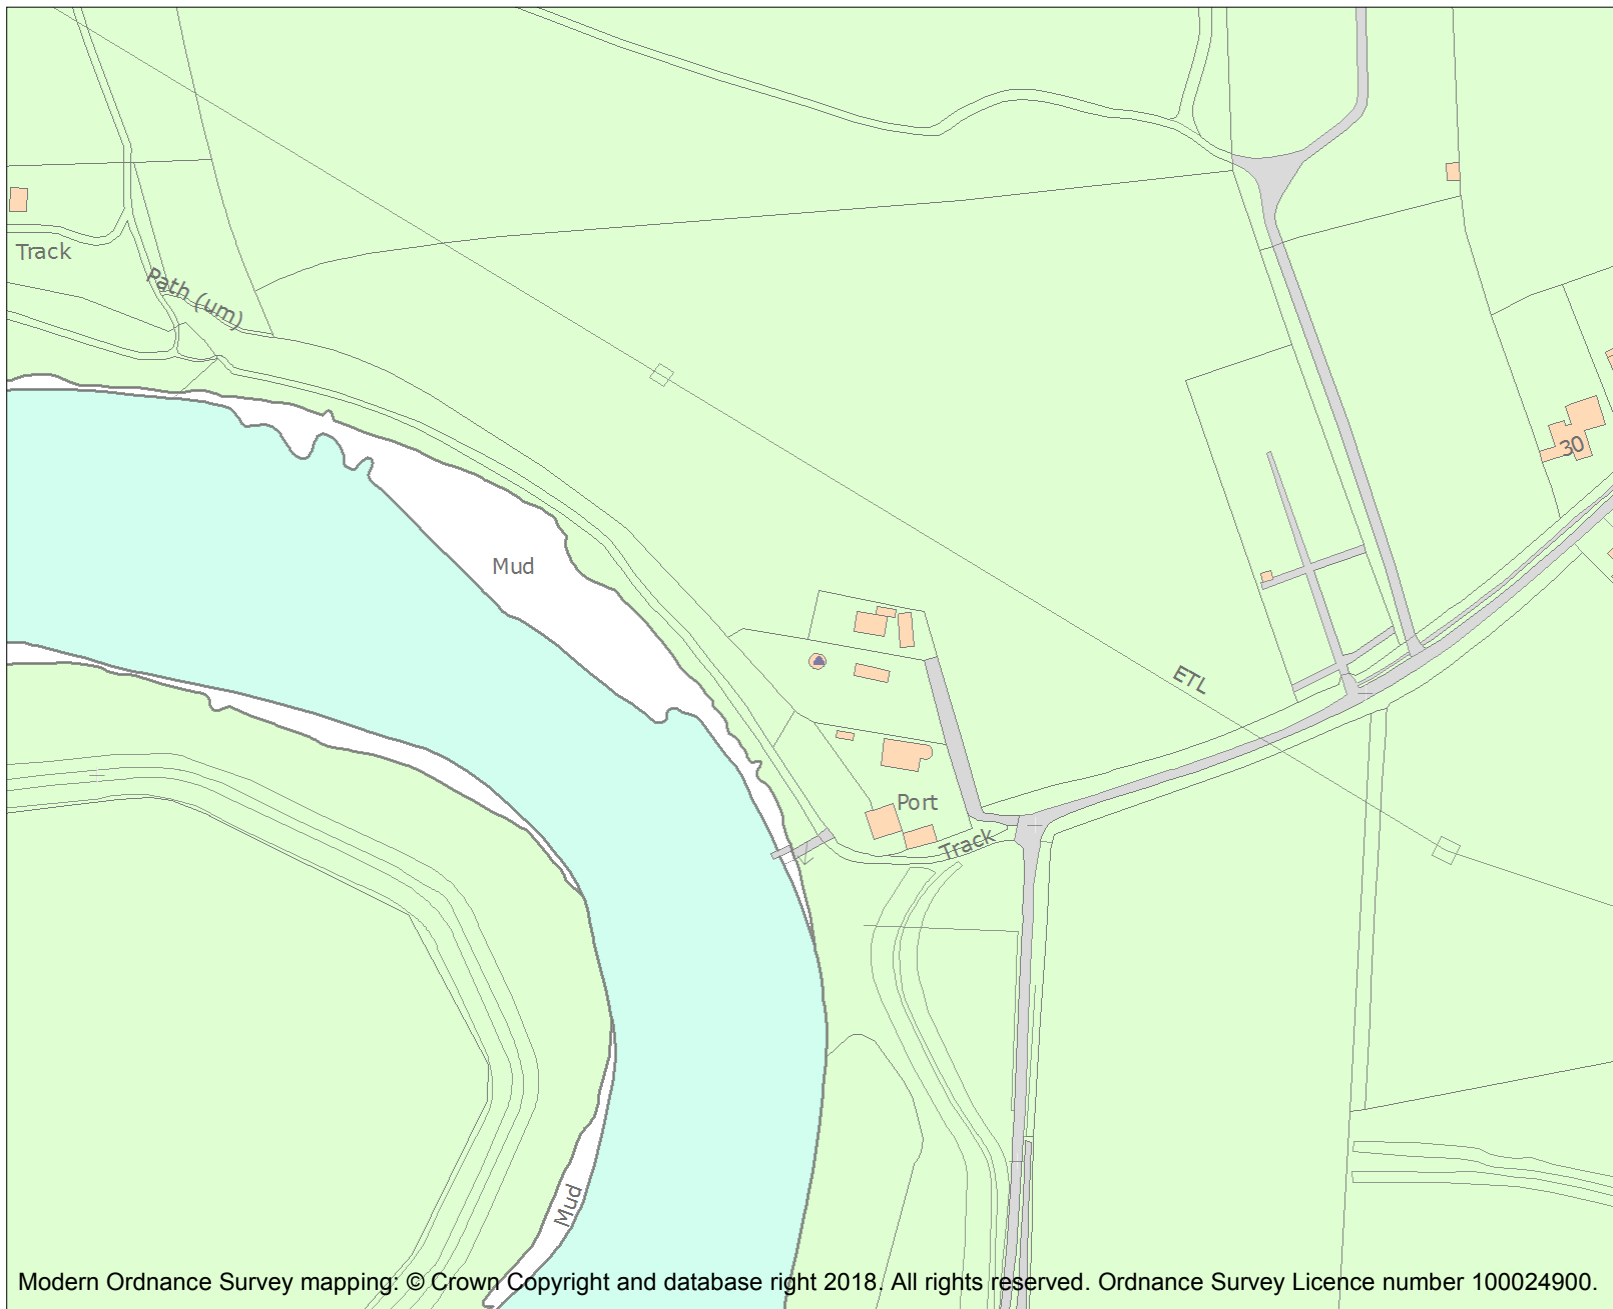 Track
Path (um)
30
Mud
ETL
Port
Track
Mud
Modern Ordnance Survey mapping: © Crown Copyright and database right 2018. All rights reserved. Ordnance Survey Licence number 100024900.